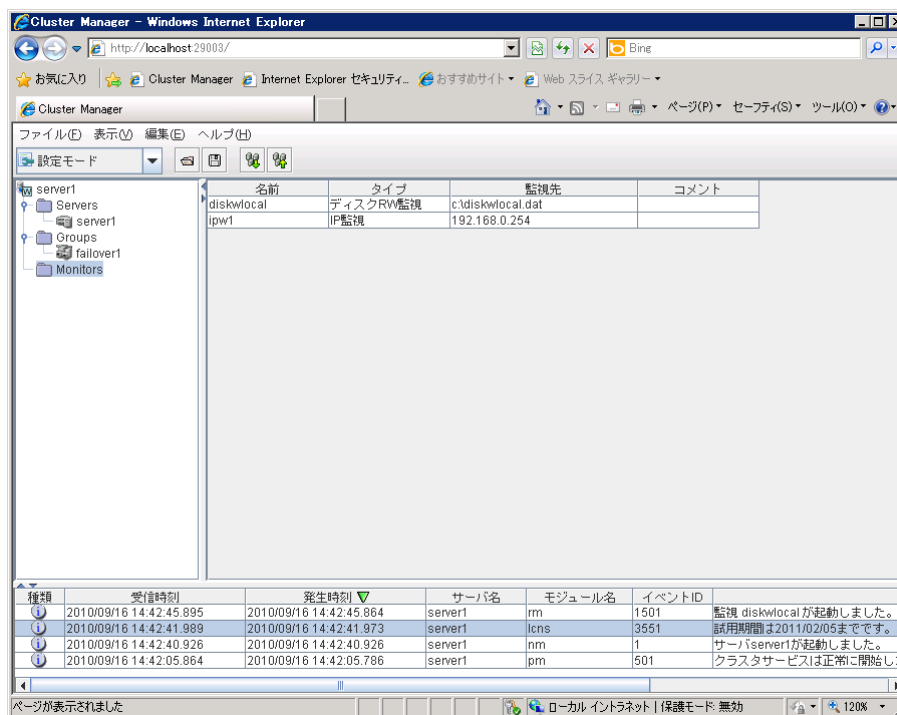 Cluster Manager - Windows Internet Explorer
http://localhost:29003/
Bing
お気に入り Cluster Manager Internet Explorer セキュリティ... おすすめサイト Web スライス ギャラリー
Cluster Manager ページ(P) セーフティ(S) ツール(O)
ファイル(F) 表示(V) 編集(E) ヘルプ(H)
設定モード
server1
Servers
server1
Groups
failover1
Monitors
名前 タイプ 監視先 コメント
diskwlocal ディスクRW監視 c:\diskwlocal.dat
ipw1 IP監視 192.168.0.254
種類 受信時刻 発生時刻 サーバ名 モジュール名 イベントID
2010/09/16 14:42:45.895 2010/09/16 14:42:45.864 server1 rm 1501 監視 diskwlocal が起動しました。
2010/09/16 14:42:41.989 2010/09/16 14:42:41.973 server1 lcns 3551 試用期間は2011/02/05までです。
2010/09/16 14:42:40.926 2010/09/16 14:42:40.926 server1 nm 1 サーバserver1が起動しました。
2010/09/16 14:42:05.864 2010/09/16 14:42:05.786 server1 pm 501 クラスタサービスは正常に開始し
ページが表示されました ローカル イントラネット | 保護モード: 無効 120%